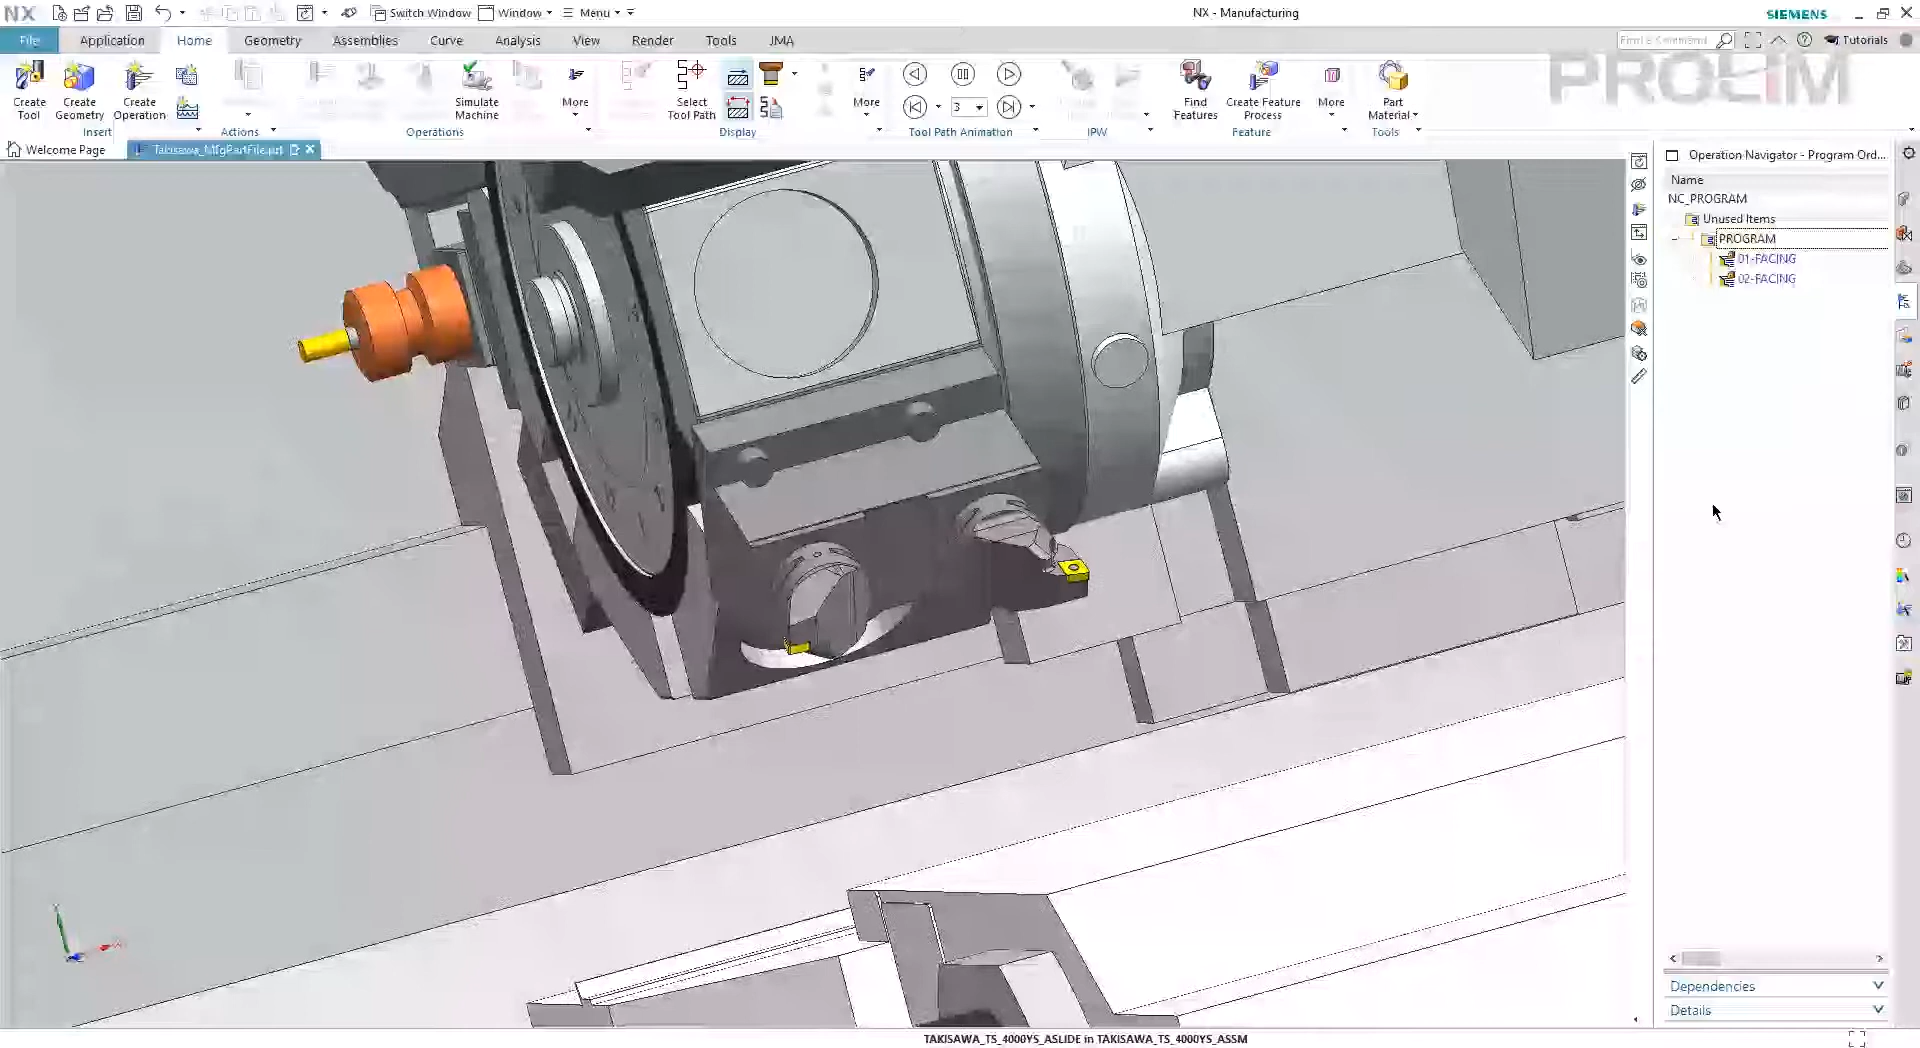 NX
Switch Window
Window
Menu
NX - Manufacturing
SIEMENS
File
Application
Home
Geometry
Assemblies
Curve
Analysis
View
Render
Tools
JMA
Find a Command
Tutorials
Create Tool
Create Geometry
Create Operation
Insert
Actions
Simulate Machine
More
Operations
Select Tool Path
Display
More
3
Tool Path Animation
IPW
Find Features
Create Feature Process
More
Feature
Part Material
Tools
PROLIM
Welcome Page
Takisawa_MfgPartFile.prt
Operation Navigator - Program Ord...
Name
NC_PROGRAM
Unused Items
PROGRAM
01-FACING
02-FACING
Dependencies
Details
TAKISAWA_TS_4000YS_ASLIDE in TAKISAWA_TS_4000YS_ASSM